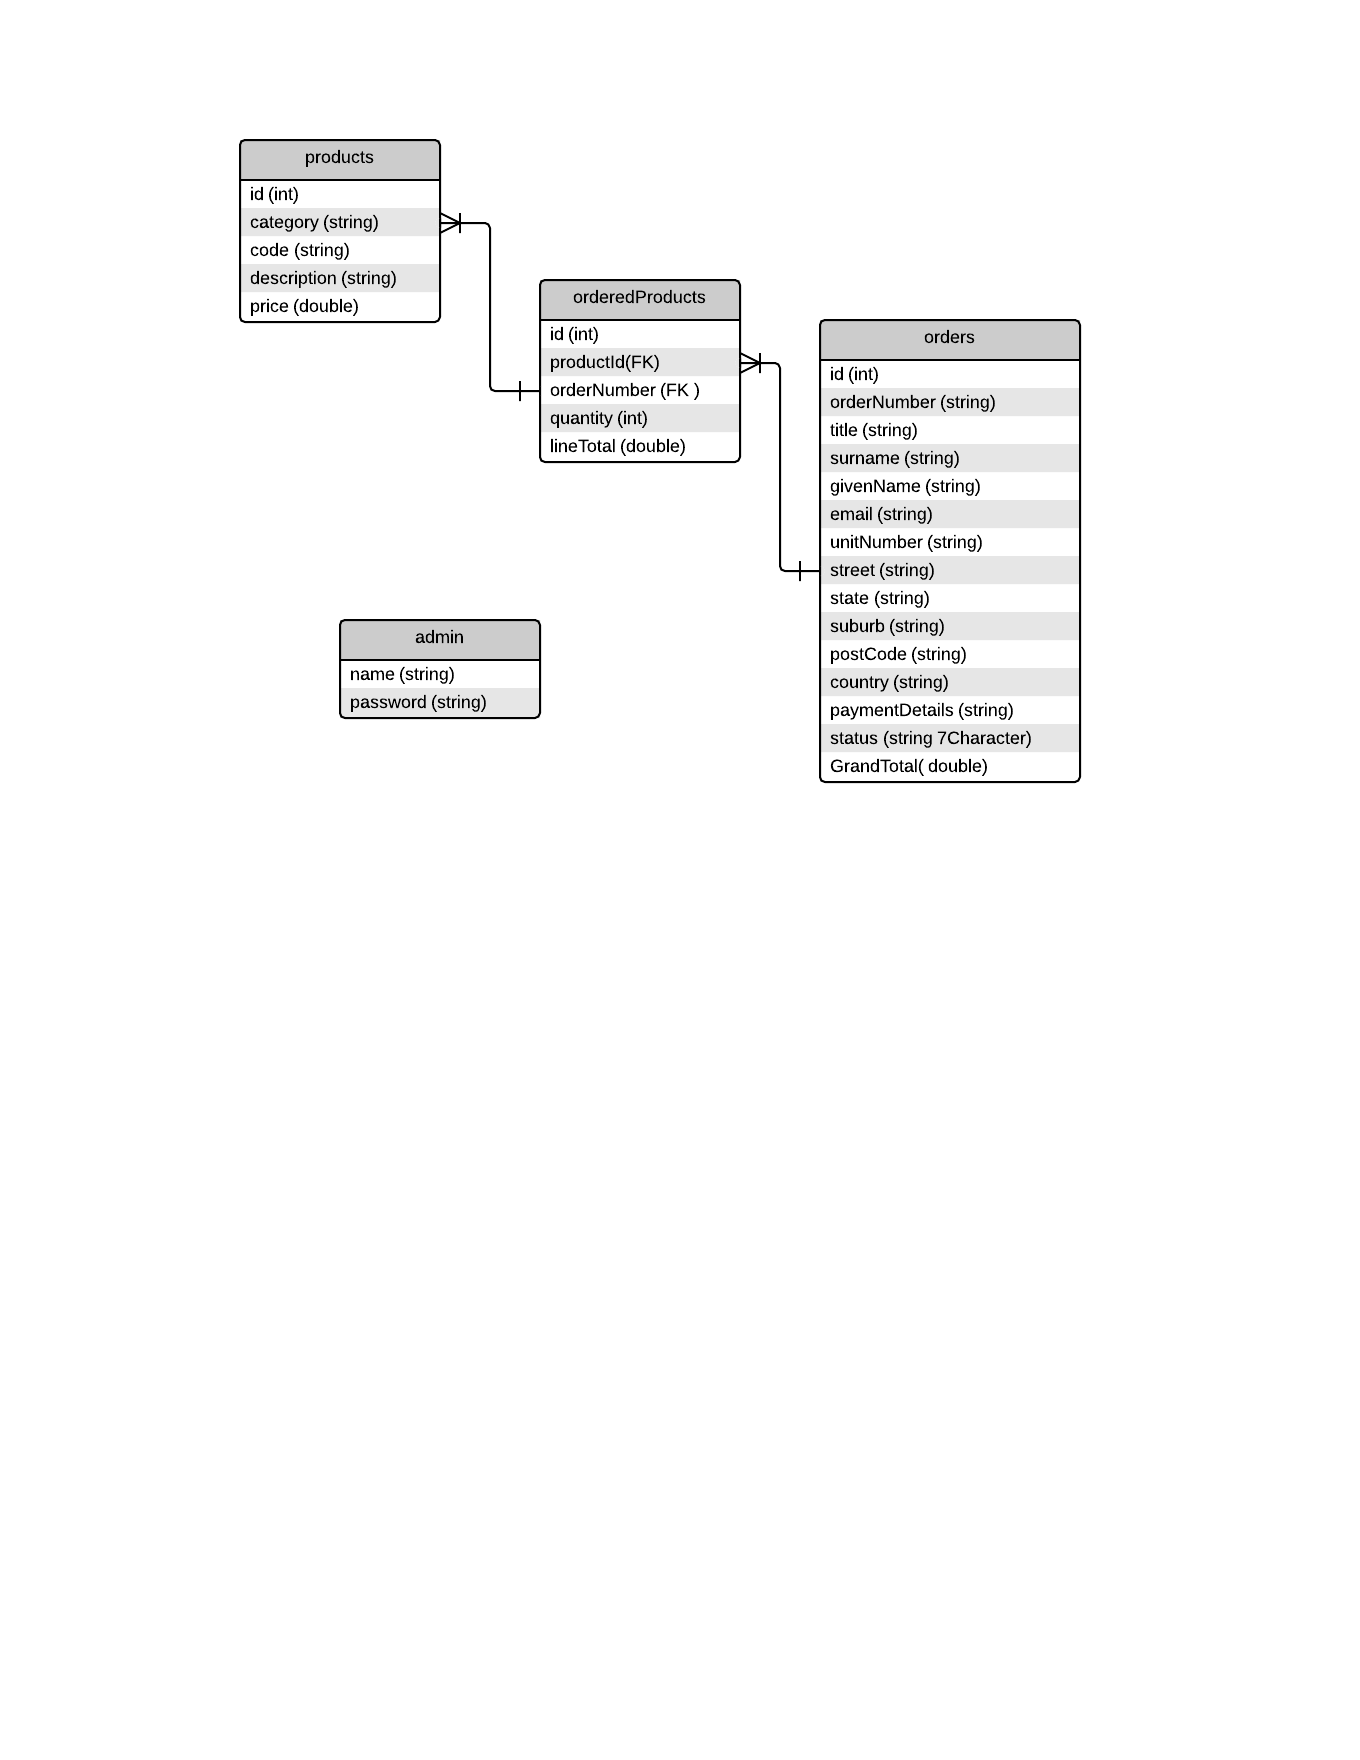 products
id (int)
category (string)
code (string)
description (string)
price (double)
orderedProducts
id (int)
productId(FK)
orderNumber (FK )
quantity (int)
lineTotal (double)
orders
id (int)
orderNumber (string)
title (string)
surname (string)
givenName (string)
email (string)
unitNumber (string)
street (string)
state (string)
suburb (string)
postCode (string)
country (string)
paymentDetails (string)
status (string 7Character)
GrandTotal( double)
admin
name (string)
password (string)